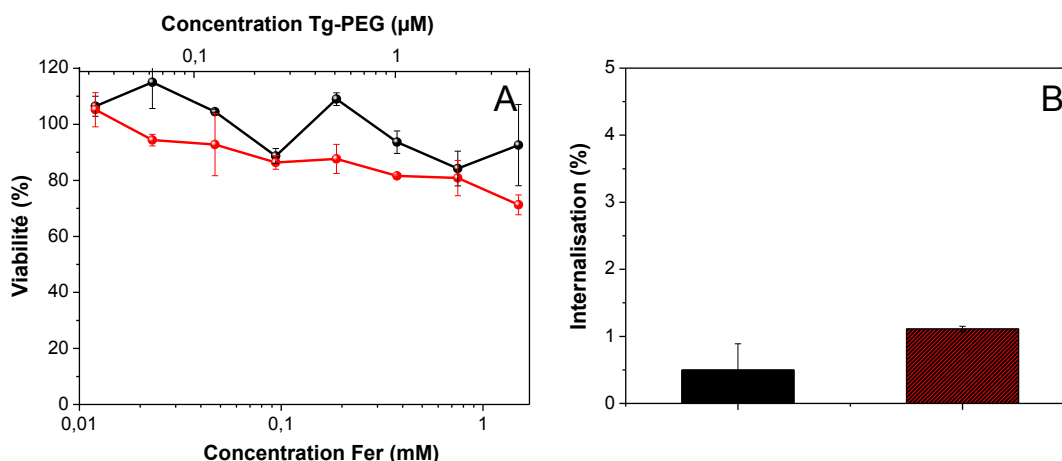 Concentration Tg-PEG (µM)
0,1 1
120
100
80
60
40
20
0
Viabilité (%)
A
0,01 0,1 1
Concentration Fer (mM)
5
4
3
2
1
0
Internalisation (%)
B